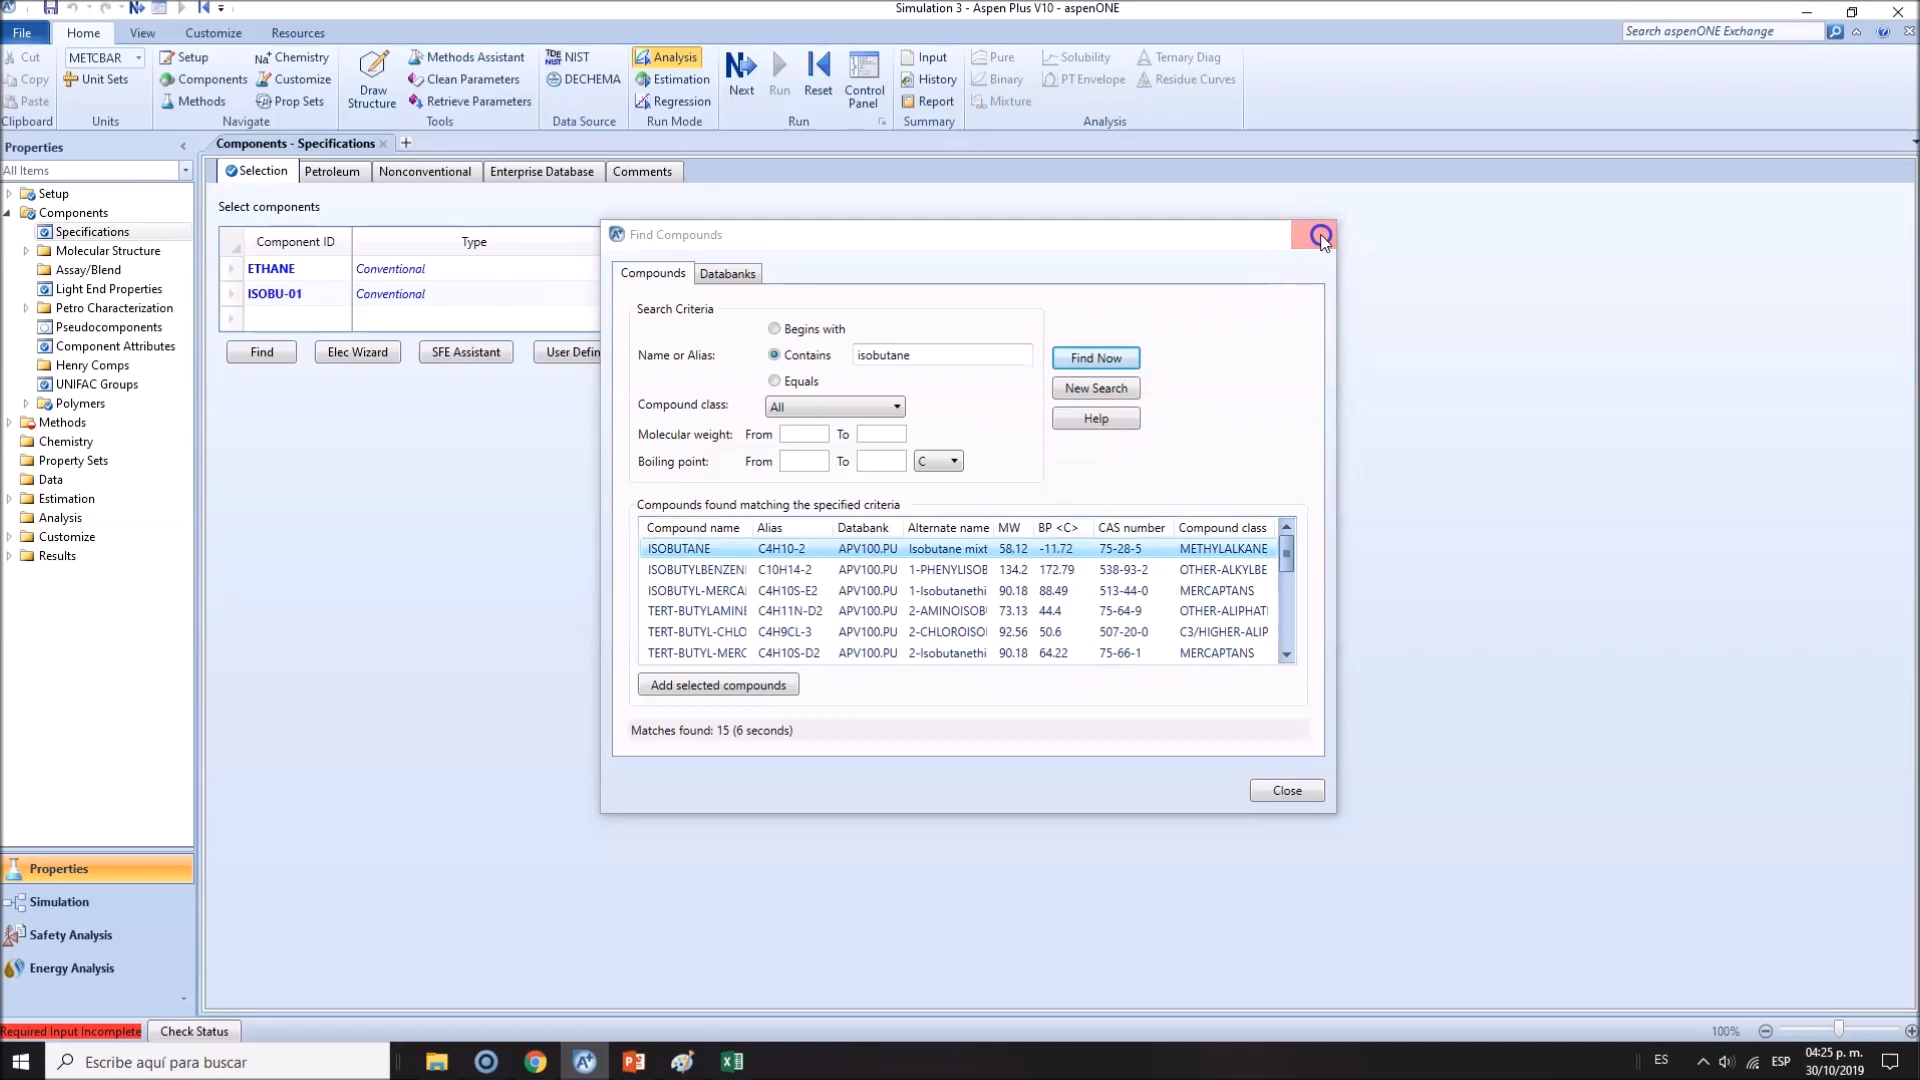 Simulation 3 - Aspen Plus V10 - aspenONE
File Home View Customize Resources
Search aspenONE Exchange
Cut METCBAR Setup Chemistry Methods Assistant NIST Analysis Input Pure Solubility Ternary Diag
Copy Unit Sets Components Customize Clean Parameters DECHEMA Estimation History Binary PT Envelope Residue Curves
Paste Methods Prop Sets Draw Structure Retrieve Parameters Regression Next Run Reset Control Panel Report Mixture
Clipboard Units Navigate Tools Data Source Run Mode Run Summary Analysis
Properties
Components - Specifications
All Items
Selection Petroleum Nonconventional Enterprise Database Comments
Setup
Components
Specifications
Molecular Structure
Assay/Blend
Light End Properties
Petro Characterization
Pseudocomponents
Component Attributes
Henry Comps
UNIFAC Groups
Polymers
Methods
Chemistry
Property Sets
Data
Estimation
Analysis
Customize
Results
Properties
Simulation
Safety Analysis
Energy Analysis
Select components
Component ID Type
ETHANE Conventional
ISOBU-01 Conventional
Find Elec Wizard SFE Assistant User Defin
Find Compounds
Compounds Databanks
Search Criteria
Begins with
Name or Alias: Contains isobutane
Equals
Compound class: All
Molecular weight: From To
Boiling point: From To C
Find Now
New Search
Help
Compounds found matching the specified criteria
Compound name Alias Databank Alternate name MW BP <C> CAS number Compound class
ISOBUTANE C4H10-2 APV100.PU Isobutane mixt 58.12 -11.72 75-28-5 METHYLALKANE
ISOBUTYLBENZEN C10H14-2 APV100.PU 1-PHENYLISOB 134.2 172.79 538-93-2 OTHER-ALKYLBE
ISOBUTYL-MERCA C4H10S-E2 APV100.PU 1-Isobutanethi 90.18 88.49 513-44-0 MERCAPTANS
TERT-BUTYLAMINE C4H11N-D2 APV100.PU 2-AMINOISOB 73.13 44.4 75-64-9 OTHER-ALIPHAT
TERT-BUTYL-CHLO C4H9CL-3 APV100.PU 2-CHLOROISO 92.56 50.6 507-20-0 C3/HIGHER-ALIP
TERT-BUTYL-MERC C4H10S-D2 APV100.PU 2-Isobutanethi 90.18 64.22 75-66-1 MERCAPTANS
Add selected compounds
Matches found: 15 (6 seconds)
Close
Required Input Incomplete Check Status 100%
Escribe aquí para buscar
ES ESP 04:25 p. m.
30/10/2019